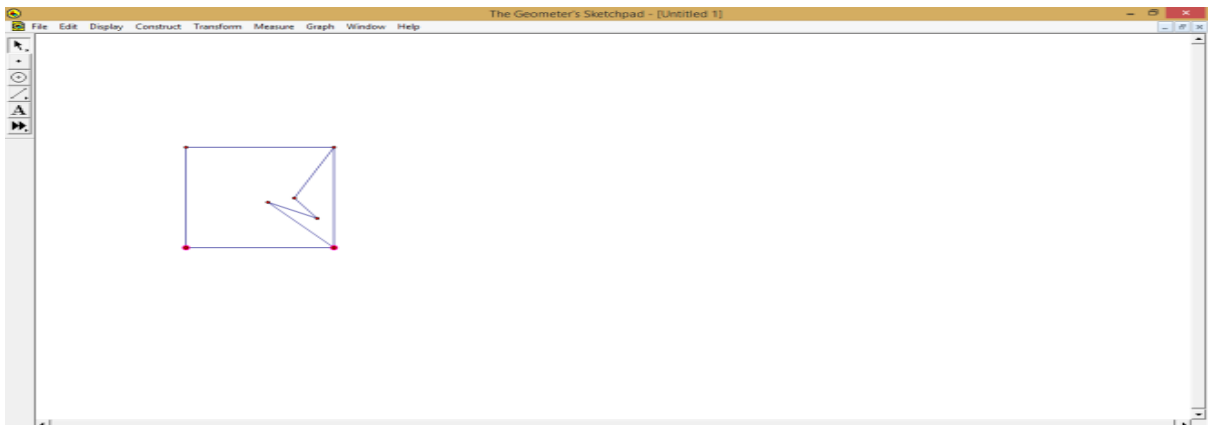 The Geometer's Sketchpad - [Untitled 1]
File Edit Display Construct Transform Measure Graph Window Help
A